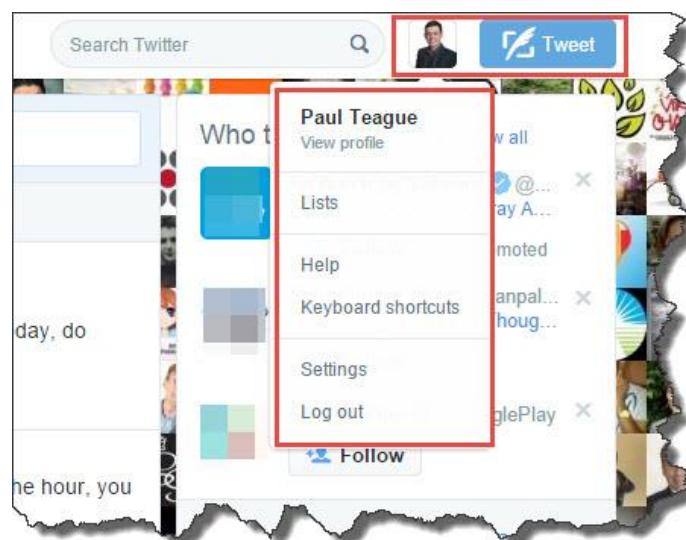 Search Twitter
Tweet
Who t
w all
Paul Teague
View profile
@...
ray A...
Lists
moted
Help
anpal...
Keyboard shortcuts
houg...
day, do
Settings
Log out
glePlay
Follow
he hour, you